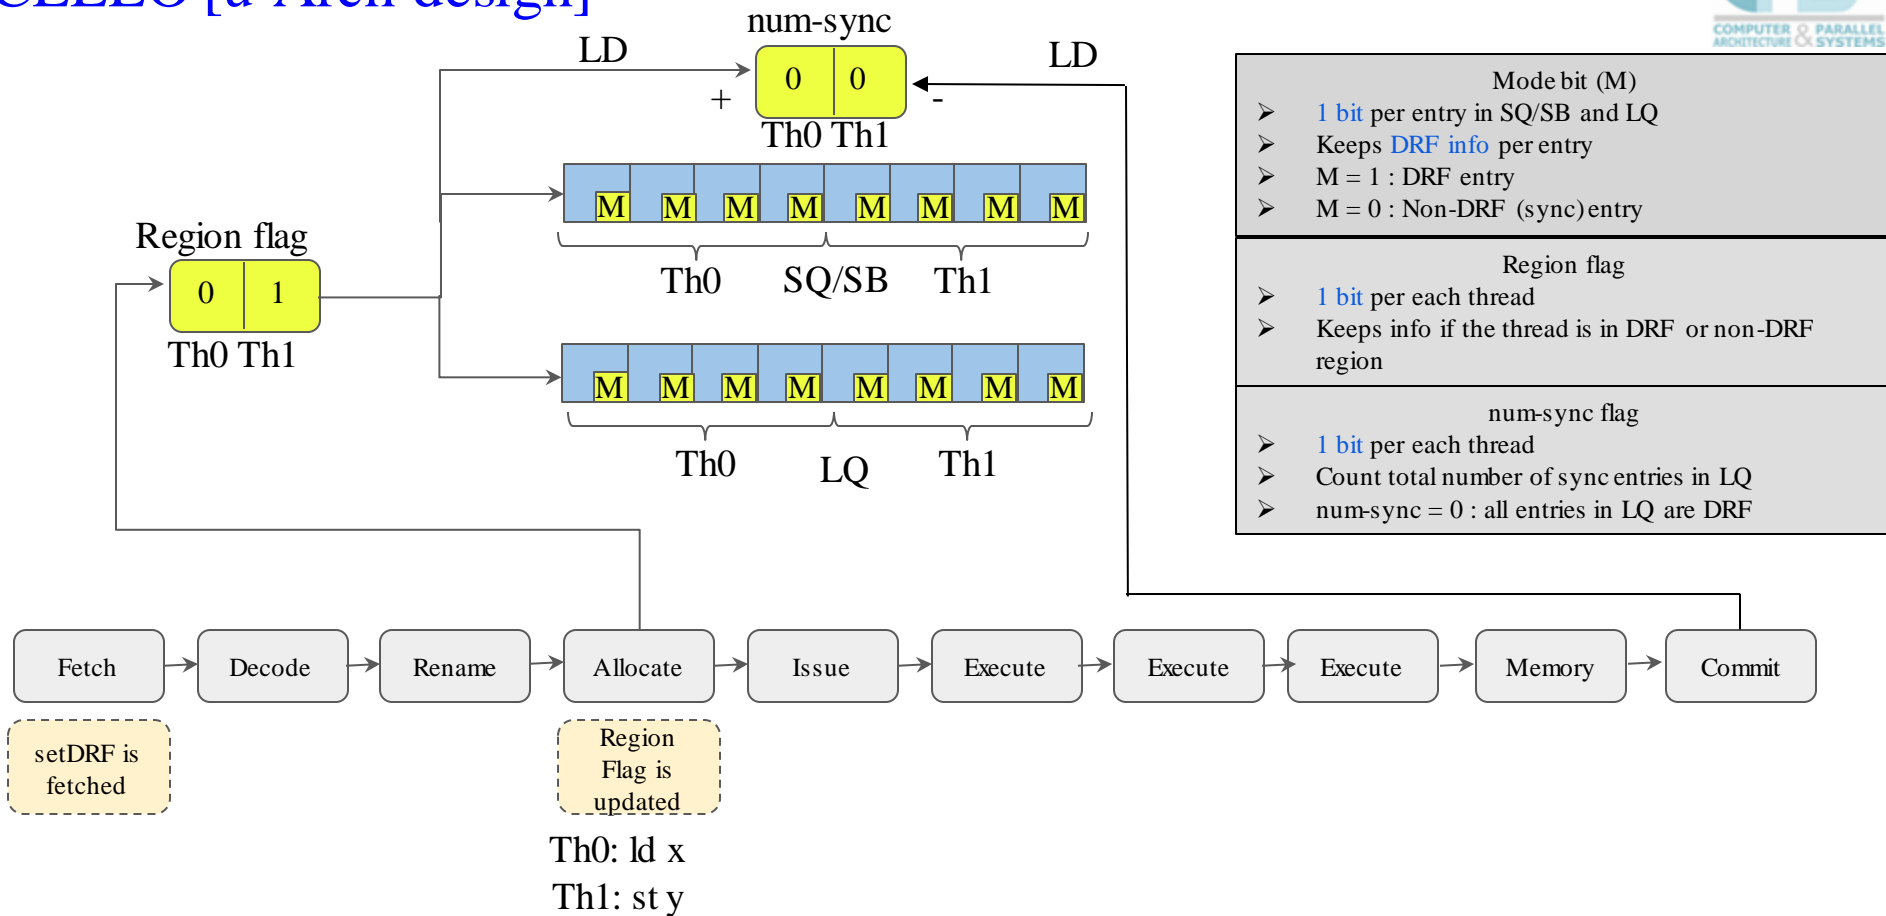 [u-Arch design]
COMPUTER & PARALLEL
ARCHITECTURE & SYSTEMS
num-sync
LD
LD
0 0
+
-
Th0 Th1
M M M M M M M M
Th0 SQ/SB Th1
Region flag
0 1
Th0 Th1
M M M M M M M M
Th0 LQ Th1
Mode bit (M)
➢ 1 bit per entry in SQ/SB and LQ
➢ Keeps DRF info per entry
➢ M = 1 : DRF entry
➢ M = 0 : Non-DRF (sync) entry
Region flag
➢ 1 bit per each thread
➢ Keeps info if the thread is in DRF or non-DRF
region
num-sync flag
➢ 1 bit per each thread
➢ Count total number of sync entries in LQ
➢ num-sync = 0 : all entries in LQ are DRF
Fetch
Decode
Rename
Allocate
Issue
Execute
Execute
Execute
Memory
Commit
setDRF is
fetched
Region
Flag is
updated
Th0: ld x
Th1: st y